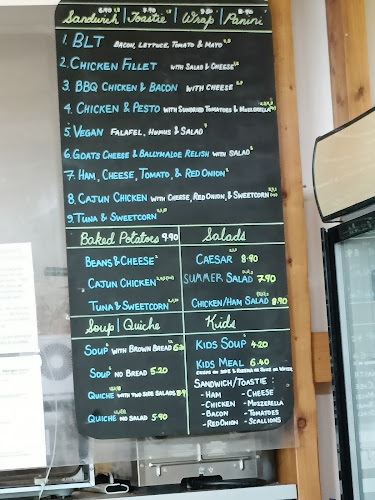 Sandwich | Toastie | Wrap | Panini
1. BLT BACON, LETTUCE, TOMATO & MAYO
2. CHICKEN FILLET WITH SALAD & CHEESE
3. BBQ CHICKEN & BACON WITH CHEESE
4. CHICKEN & PESTO WITH SUNDRIED TOMATOES & MOZZERELLA
5. VEGAN FALAFEL, HUMUS & SALAD
6. GOATS CHEESE & BALLYMALOE RELISH WITH SALAD
7. HAM, CHEESE, TOMATO, & RED ONION
8. CAJUN CHICKEN WITH CHEESE, RED ONION, & SWEETCORN
9. TUNA & SWEETCORN
Baked Potatoes 9.90
BEANS & CHEESE
CAJUN CHICKEN
TUNA & SWEETCORN
Salads
CAESAR 8.90
SUMMER SALAD 7.90
CHICKEN/HAM SALAD 8.90
Soup | Quiche
SOUP WITH BROWN BREAD
SOUP NO BREAD 5.20
QUICHE WITH TWO SIDE SALADS
QUICHE NO SALAD 5.90
Kids
KIDS SOUP 4.20
KIDS MEAL 6.40
SANDWICH/TOASTIE :
- HAM - CHEESE
- CHICKEN - MOZZERELLA
- BACON - TOMATOES
- RED ONION - SCALLIONS